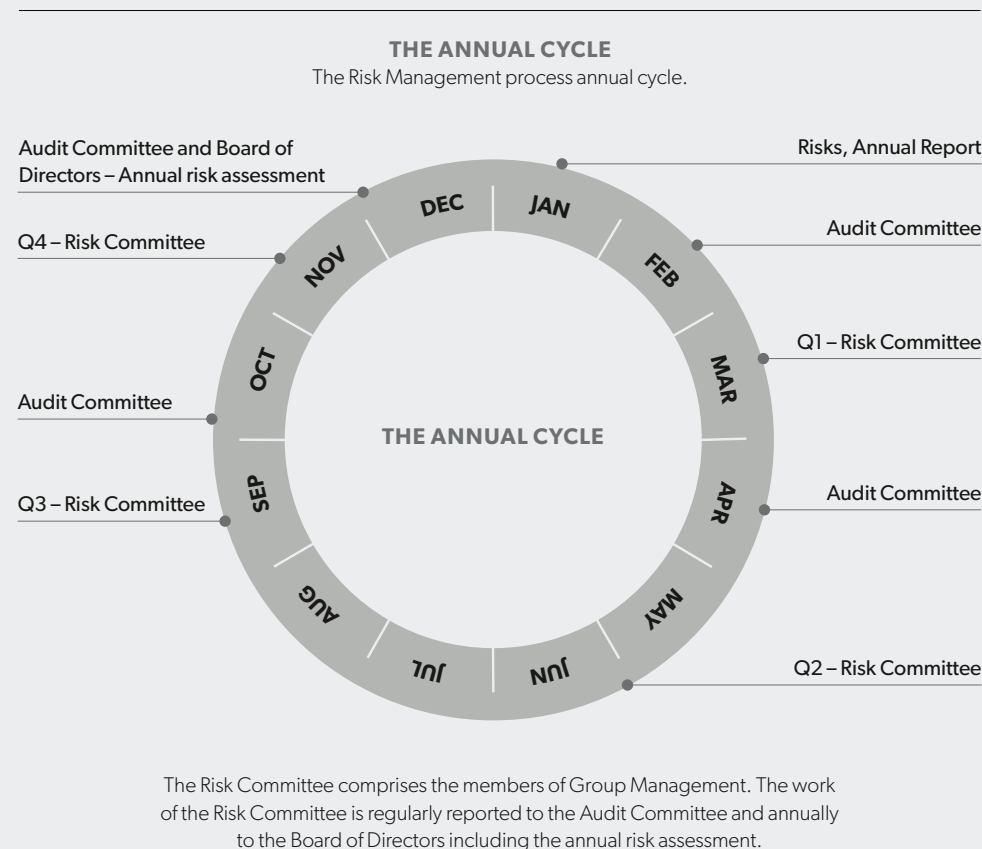 THE ANNUAL CYCLE
The Risk Management process annual cycle.
Audit Committee and Board of
Directors – Annual risk assessment
Q4 – Risk Committee
Audit Committee
Q3 – Risk Committee
Risks, Annual Report
Audit Committee
Q1 – Risk Committee
Audit Committee
Q2 – Risk Committee
JAN
FEB
MAR
APR
MAY
JUN
JUL
AUG
SEP
OCT
NOV
DEC
THE ANNUAL CYCLE
The Risk Committee comprises the members of Group Management. The work
of the Risk Committee is regularly reported to the Audit Committee and annually
to the Board of Directors including the annual risk assessment.